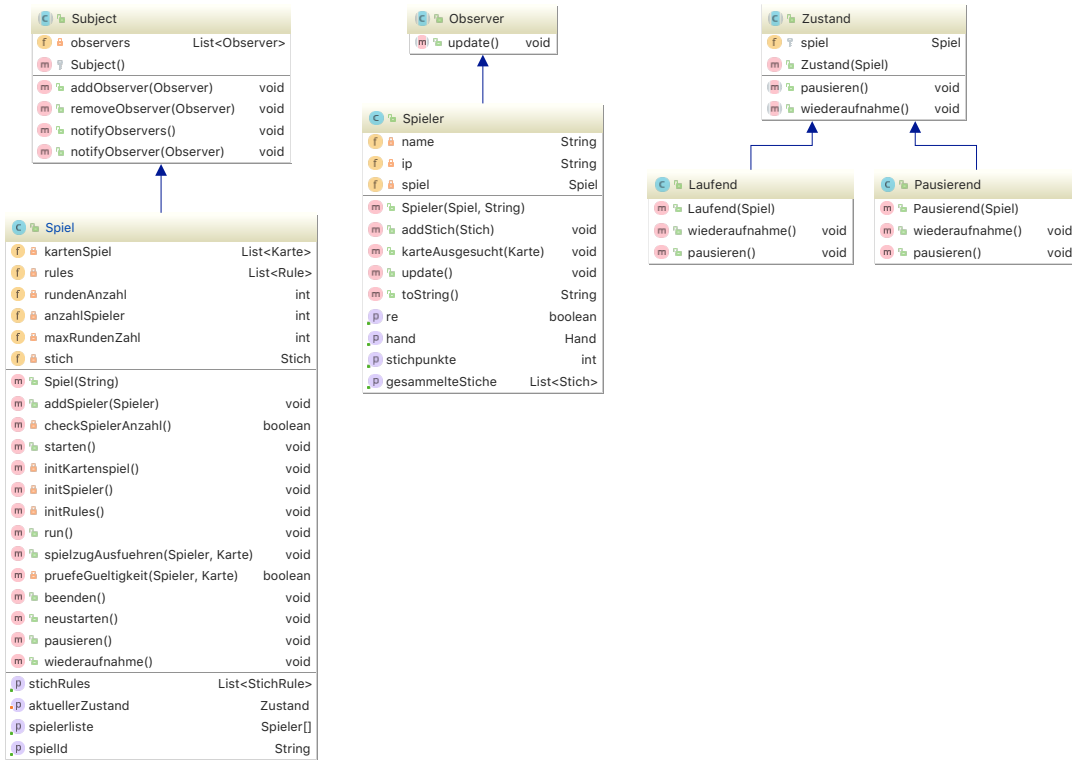 Subject
observers List<Observer>
Subject()
addObserver(Observer) void
removeObserver(Observer) void
notifyObservers() void
notifyObserver(Observer) void
Spiel
kartenSpiel List<Karte>
rules List<Rule>
rundenAnzahl int
anzahlSpieler int
maxRundenZahl int
stich Stich
Spiel(String)
addSpieler(Spieler) void
checkSpielerAnzahl() boolean
starten() void
initKartenspiel() void
initSpieler() void
initRules() void
run() void
spielzugAusfuehren(Spieler, Karte) void
pruefeGueltigkeit(Spieler, Karte) boolean
beenden() void
neustarten() void
pausieren() void
wiederaufnahme() void
stichRules List<StichRule>
aktuellerZustand Zustand
spielerliste Spieler[]
spielId String
Observer
update() void
Spieler
name String
ip String
spiel Spiel
Spieler(Spiel, String)
addStich(Stich) void
karteAusgesucht(Karte) void
update() void
toString() String
re boolean
hand Hand
stichpunkte int
gesammelteStiche List<Stich>
Zustand
spiel Spiel
Zustand(Spiel)
pausieren() void
wiederaufnahme() void
Laufend
Laufend(Spiel)
wiederaufnahme() void
pausieren() void
Pausierend
Pausierend(Spiel)
wiederaufnahme() void
pausieren() void